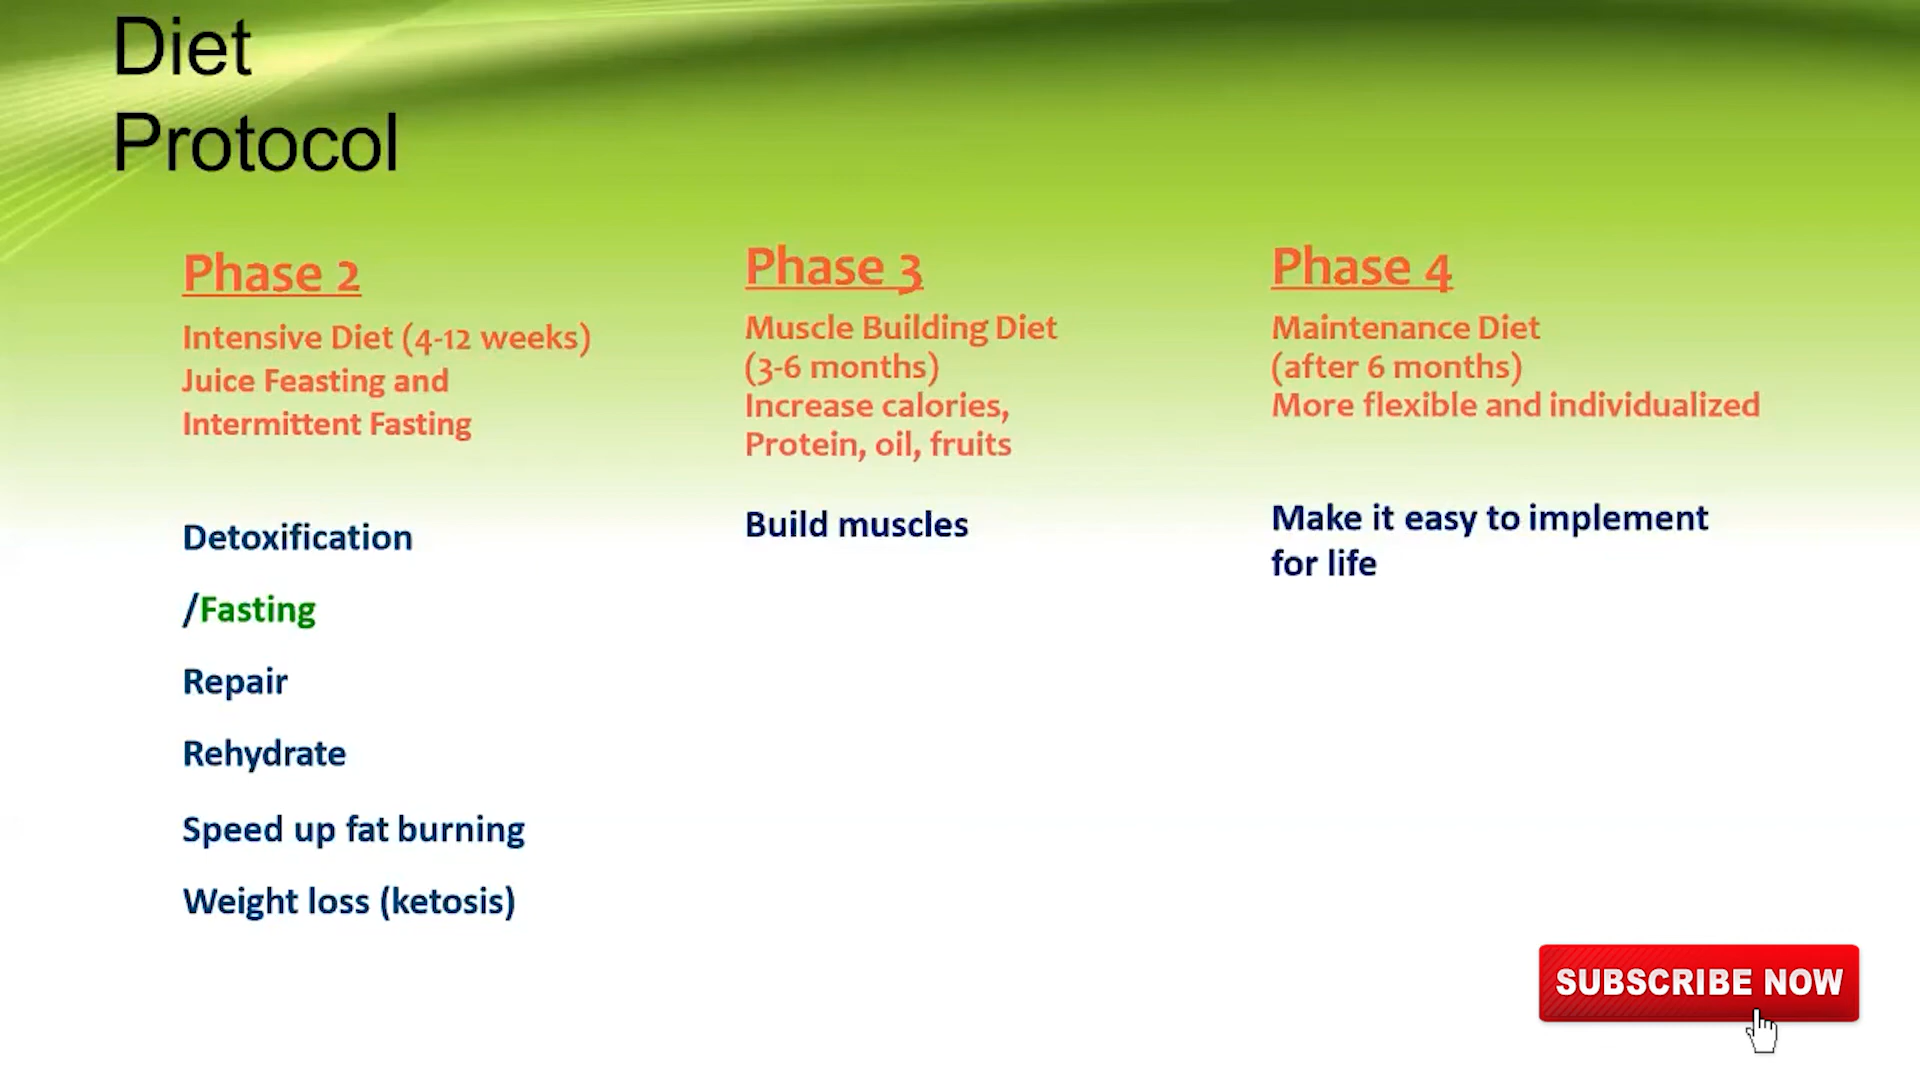 Diet
Protocol
Phase 2
Intensive Diet (4-12 weeks)
Juice Feasting and
Intermittent Fasting
Detoxification
/Fasting
Repair
Rehydrate
Speed up fat burning
Weight loss (ketosis)
Phase 3
Muscle Building Diet
(3-6 months)
Increase calories,
Protein, oil, fruits
Build muscles
Phase 4
Maintenance Diet
(after 6 months)
More flexible and individualized
Make it easy to implement
for life
SUBSCRIBE NOW